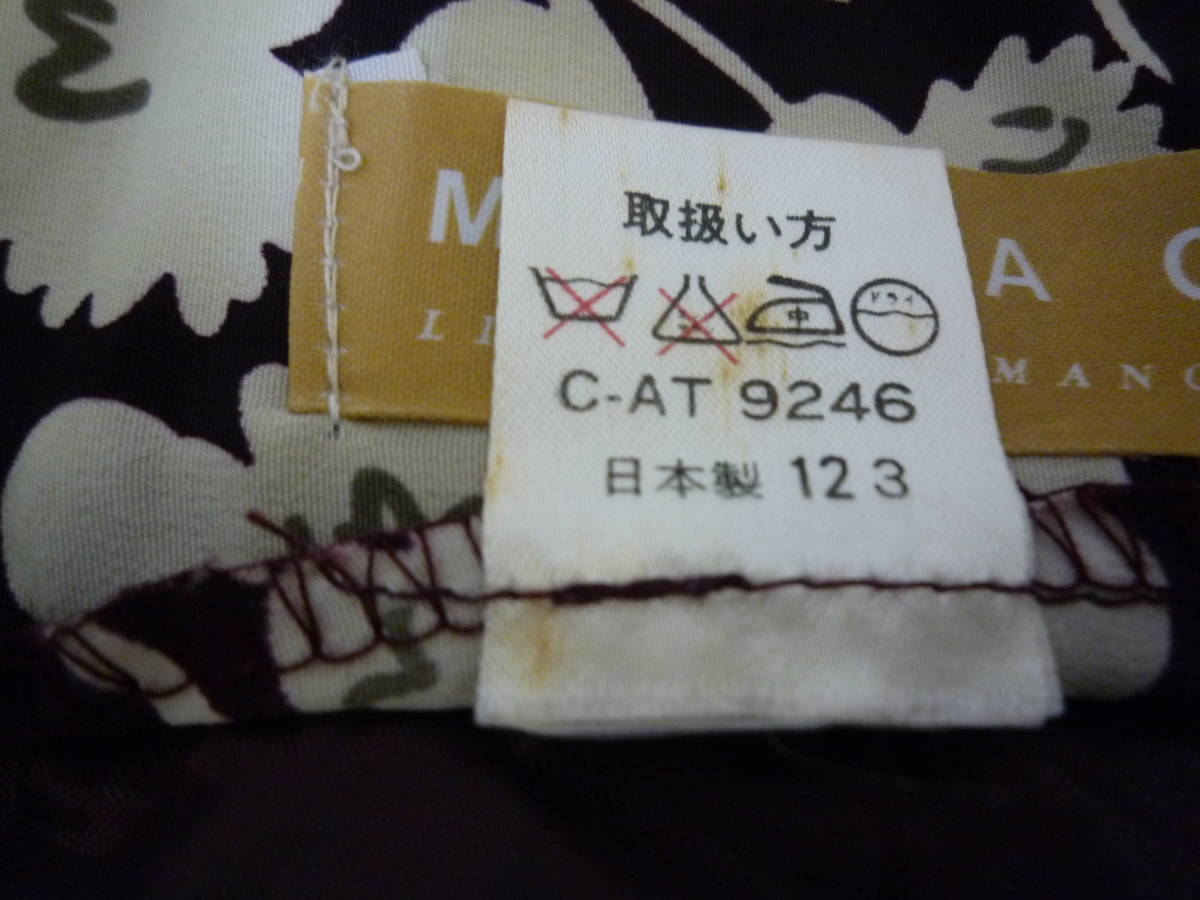 取扱い方
中 ドライ
C-AT 9246
日本製 12 3